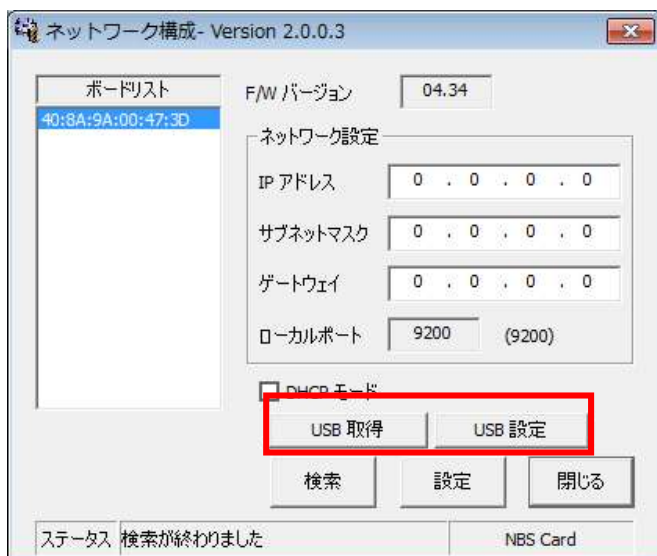 ネットワーク構成- Version 2.0.0.3
ボードリスト
40:8A:9A:00:47:3D
F/W バージョン 04.34
ネットワーク設定
IP アドレス 0 . 0 . 0 . 0
サブネットマスク 0 . 0 . 0 . 0
ゲートウェイ 0 . 0 . 0 . 0
ローカルポート 9200 (9200)
DHCP モード
USB 取得 USB 設定
検索 設定 閉じる
ステータス 検索が終わりました NBS Card